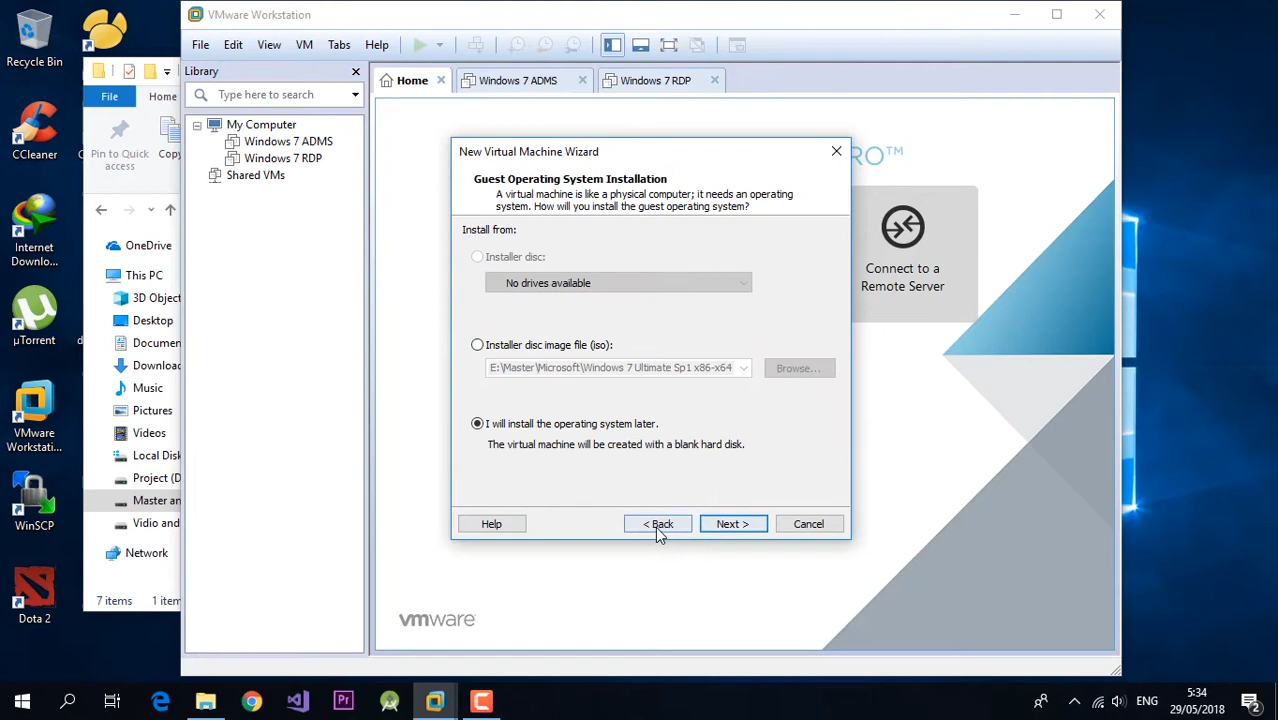 Recycle Bin
CCleaner
Internet
Downlo...
µTorrent
VMware
Workstati...
WinSCP
Dota 2
File
Home
Pin to Quick
access
Copy
OneDrive
This PC
3D Object
Desktop
Documen
Downloac
Music
Pictures
Videos
Local Disk
Project (D
Master an
Vidio and
Network
7 items
1 item
VMware Workstation
File Edit View VM Tabs Help
Library
Type here to search
My Computer
Windows 7 ADMS
Windows 7 RDP
Shared VMs
Home
Windows 7 ADMS
Windows 7 RDP
RO™
Connect to a
Remote Server
New Virtual Machine Wizard
Guest Operating System Installation
A virtual machine is like a physical computer; it needs an operating
system. How will you install the guest operating system?
Install from:
Installer disc:
No drives available
Installer disc image file (iso):
E:\Master\Microsoft\Windows 7 Ultimate Sp1 x86-x64
Browse...
I will install the operating system later.
The virtual machine will be created with a blank hard disk.
Help
< Back
Next >
Cancel
vmware
ENG
5:34
29/05/2018
2